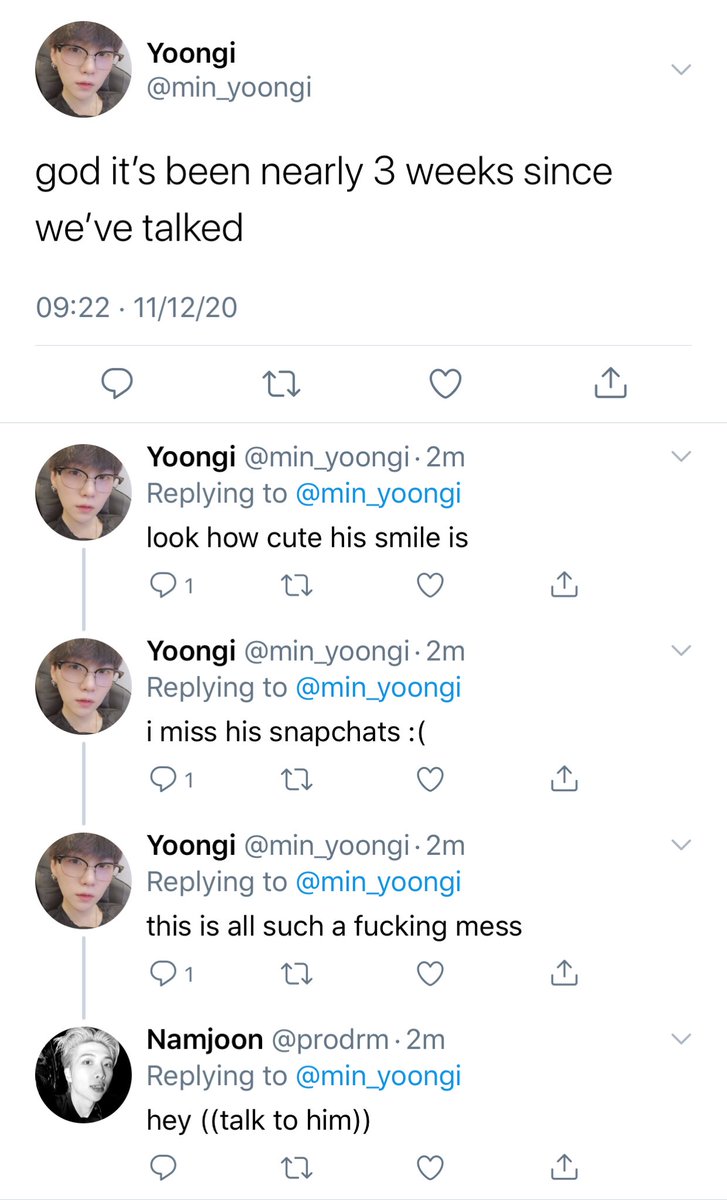 Yoongi
@min_yoongi
god it's been nearly 3 weeks since
we've talked
09:22 · 11/12/20
Yoongi @min_yoongi · 2m
Replying to @min_yoongi
look how cute his smile is
1
Yoongi @min_yoongi · 2m
Replying to @min_yoongi
i miss his snapchats :(
1
Yoongi @min_yoongi · 2m
Replying to @min_yoongi
this is all such a fucking mess
1
Namjoon @prodrm · 2m
Replying to @min_yoongi
hey ((talk to him))